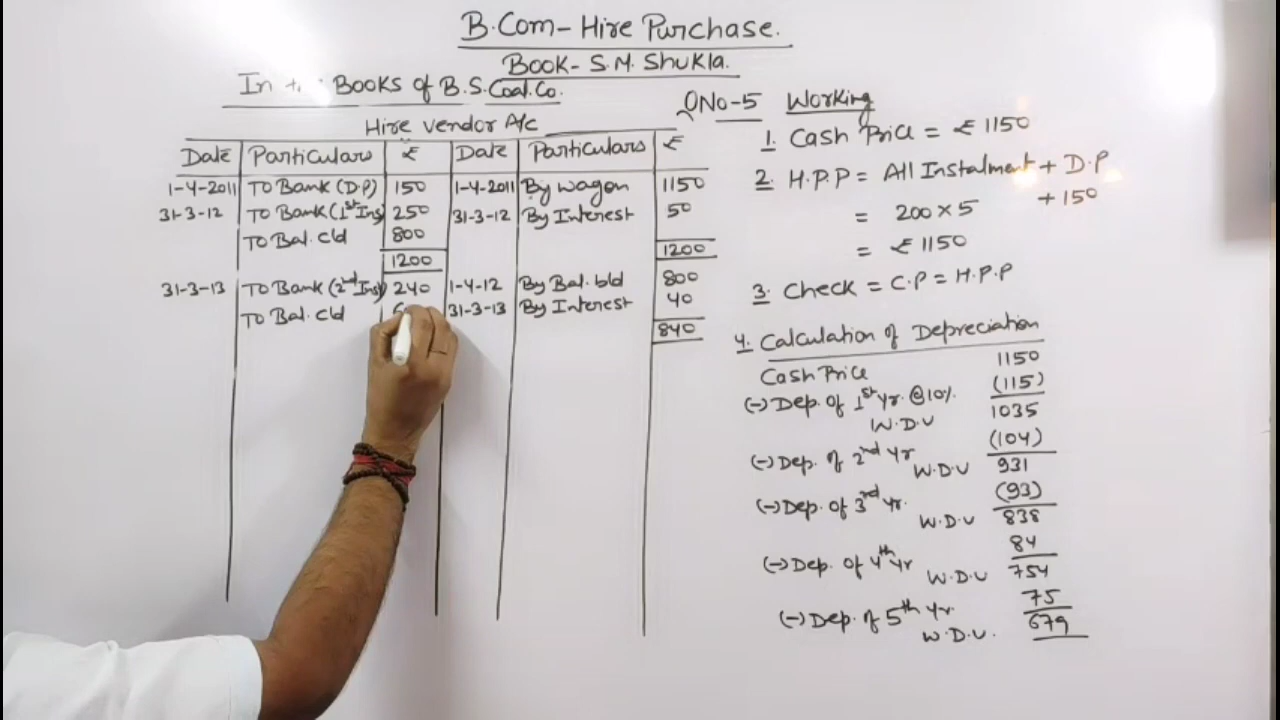 B.Com- Hire Purchase.
Book- S.M. Shukla.
In Books of B.S. Coal. Co.
QNo-5
Hire Vendor A/c
Date Particulars ₹ Date Particulars ₹
1-4-2011 To Bank (D.P) 150 1-4-2011 By wagon 1150
31-3-12 To Bank (1st Ins) 250 31-3-12 By Interest 50
To Bal. c/d 800
1200 1200
31-3-13 To Bank (2nd Ins) 240 1-4-12 By Bal. b/d 800
To Bal. c/d 31-3-13 By Interest 40
840
Working
1. Cash Price = ₹ 1150
2. H.P.P = All Instalment + D.P
= 200 × 5 + 150
= ₹ 1150
3. Check = C.P = H.P.P
4. Calculation of Depreciation
Cash Price 1150
(-) Dep. of 1st Yr. @10%. (115)
W.D.V 1035
(-) Dep. of 2nd Yr (104)
W.D.V 931
(-) Dep. of 3rd Yr. (93)
W.D.V 838
(-) Dep. of 4th Yr 84
W.D.V 754
(-) Dep. of 5th Yr. 75
W.D.V. 679